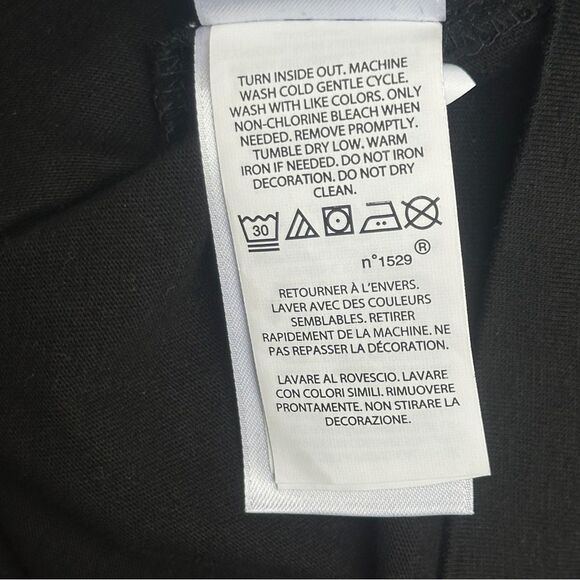 TURN INSIDE OUT. MACHINE
WASH COLD GENTLE CYCLE.
WASH WITH LIKE COLORS. ONLY
NON-CHLORINE BLEACH WHEN
NEEDED. REMOVE PROMPTLY.
TUMBLE DRY LOW. WARM
IRON IF NEEDED. DO NOT IRON
DECORATION. DO NOT DRY
CLEAN.
30
n°1529 ®
RETOURNER À L'ENVERS.
LAVER AVEC DES COULEURS
SEMBLABLES. RETIRER
RAPIDEMENT DE LA MACHINE. NE
PAS REPASSER LA DÉCORATION.
LAVARE AL ROVESCIO. LAVARE
CON COLORI SIMILI. RIMUOVERE
PRONTAMENTE. NON STIRARE LA
DECORAZIONE.